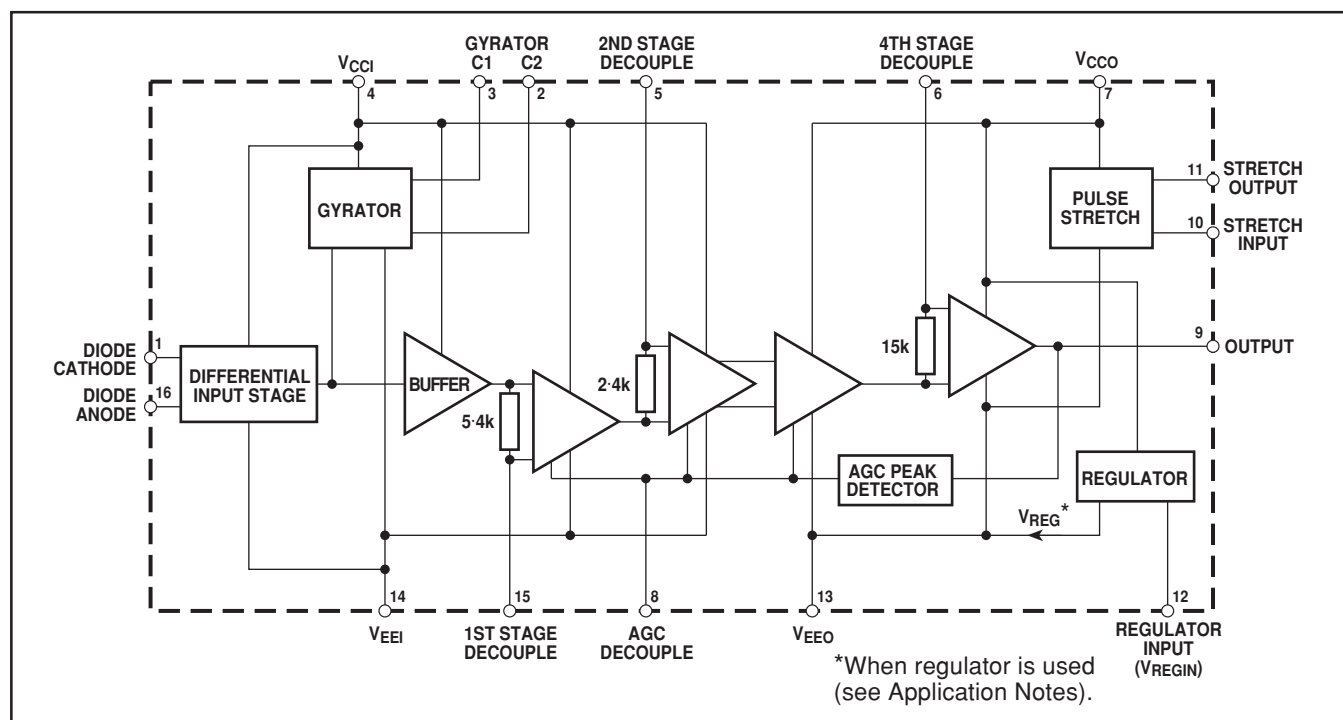 GYRATOR
C1 C2
2ND STAGE
DECOUPLE
4TH STAGE
DECOUPLE
VCCI
VCCO
4
3
2
5
6
7
GYRATOR
PULSE
STRETCH
11
STRETCH
OUTPUT
10
STRETCH
INPUT
DIODE
CATHODE
1
DIODE
ANODE
16
DIFFERENTIAL
INPUT STAGE
BUFFER
5·4k
2·4k
15k
9
OUTPUT
AGC PEAK
DETECTOR
REGULATOR
VREG*
14
15
8
13
12
VEEI
1ST STAGE
DECOUPLE
AGC
DECOUPLE
VEEO
REGULATOR
INPUT
(VREGIN)
*When regulator is used
(see Application Notes).